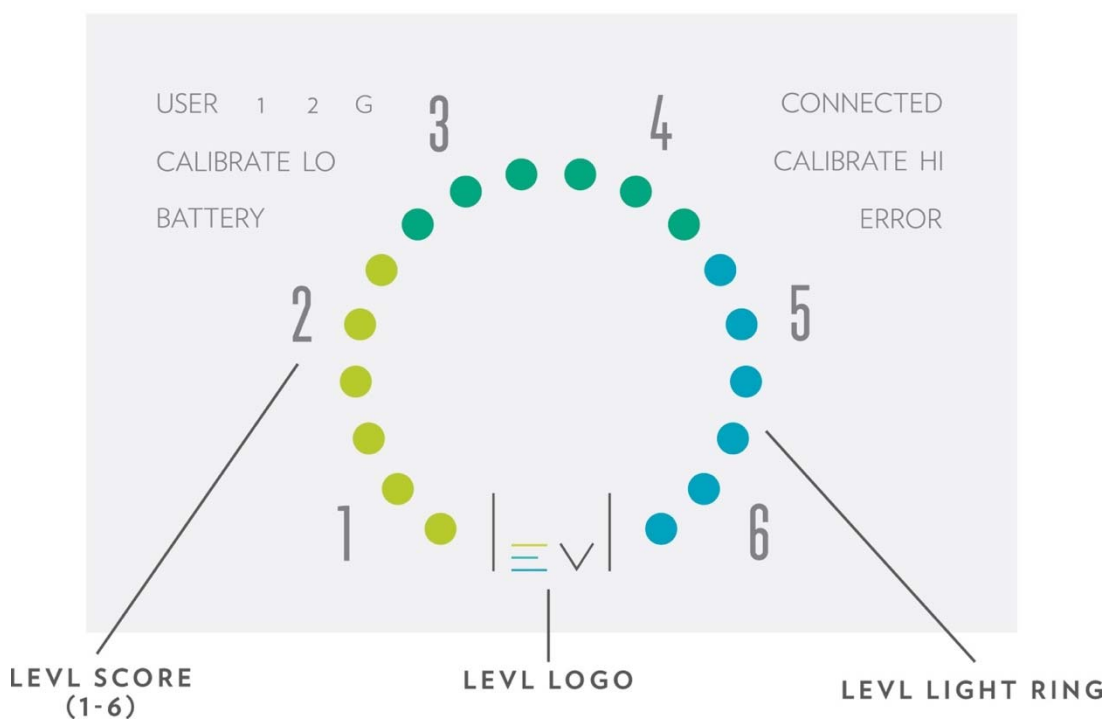 USER 1 2 G
CONNECTED
CALIBRATE LO
CALIBRATE HI
BATTERY
ERROR
3
4
2
5
1
6
LEVL
LEVL SCORE
(1-6)
LEVL LOGO
LEVL LIGHT RING